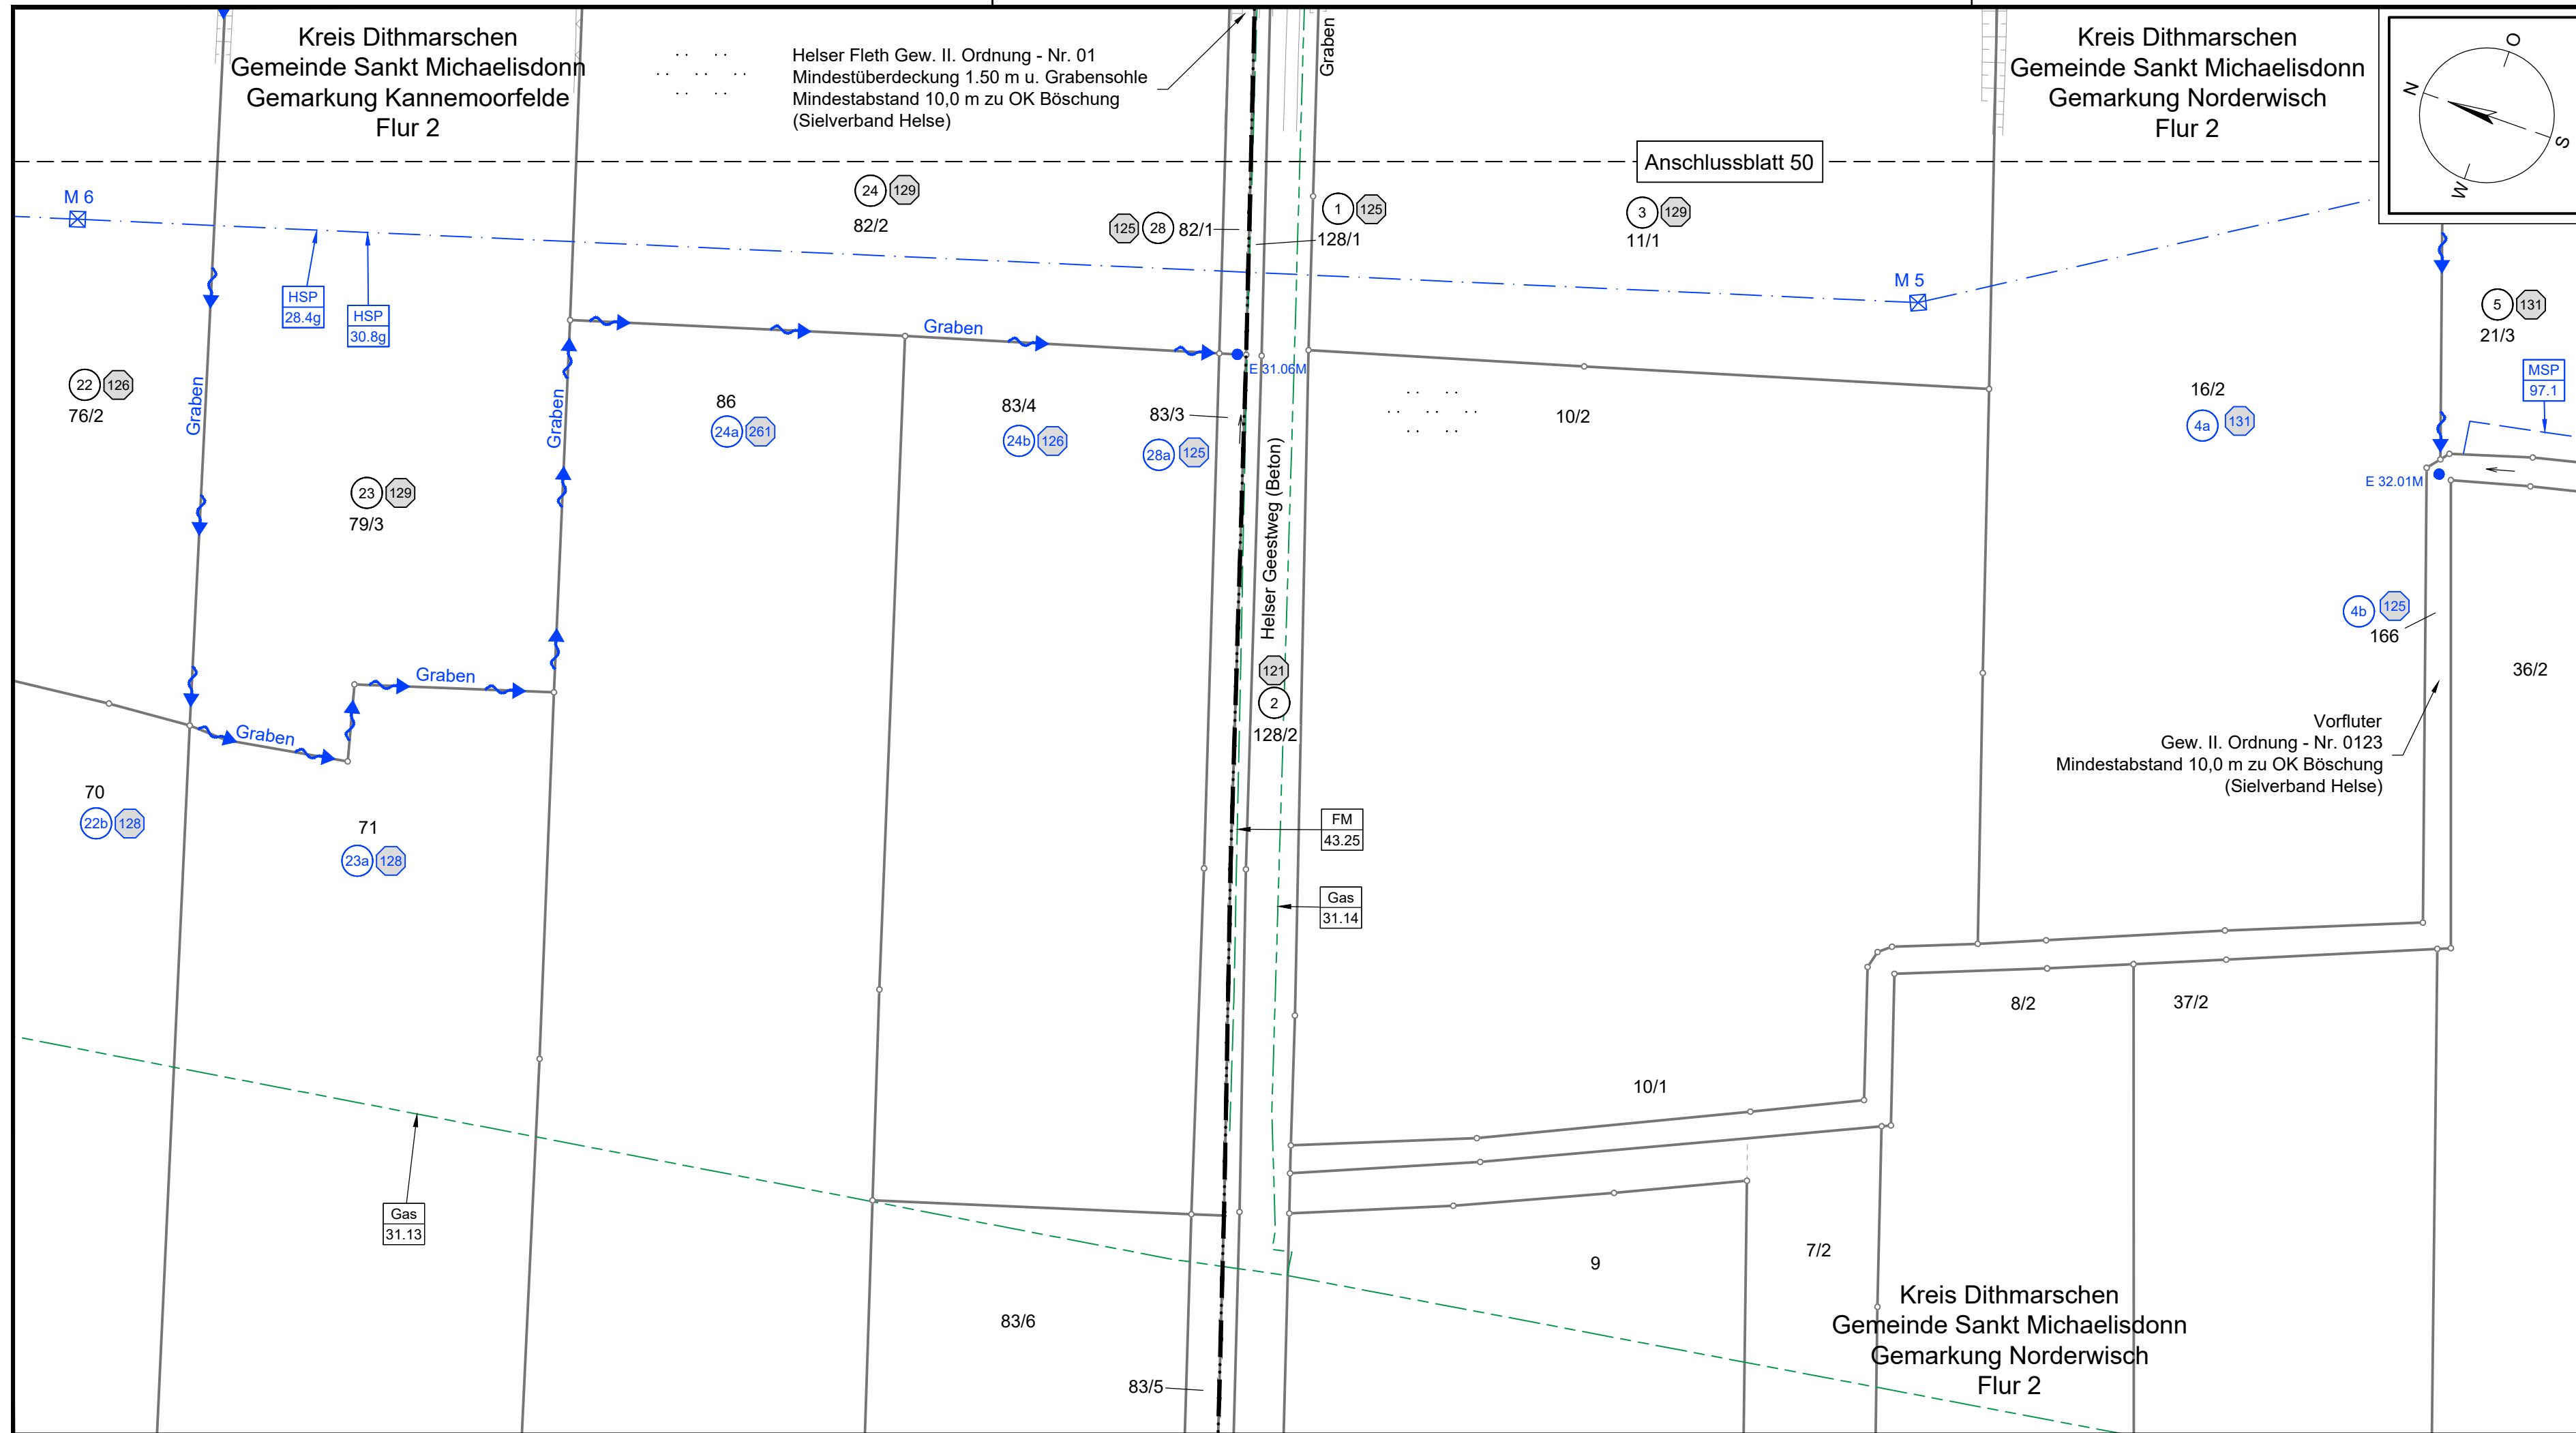 Kreis Dithmarschen
Gemeinde Sankt Michaelisdonn
Gemarkung Kannemoorfelde
Flur 2
Helser Fleth Gew. II. Ordnung - Nr. 01
Mindestüberdeckung 1.50 m u. Grabensohle
Mindestabstand 10,0 m zu OK Böschung
(Sielverband Helse)
Graben
Kreis Dithmarschen
Gemeinde Sankt Michaelisdonn
Gemarkung Norderwisch
Flur 2
N
O
S
W
Anschlussblatt 50
M 6
24 129
82/2
125 28 82/1
1 125
128/1
3 129
11/1
M 5
HSP
28.4g
HSP
30.8g
5 131
21/3
Graben
E 31.06M
MSP
97.1
22 126
76/2
Graben
Graben
86
24a 261
83/4
24b 126
83/3
28a 125
10/2
16/2
4a 131
E 32.01M
23 129
79/3
Helser Geestweg (Beton)
4b 125
166
121
2
128/2
36/2
Graben
Graben
Vorfluter
Gew. II. Ordnung - Nr. 0123
Mindestabstand 10,0 m zu OK Böschung
(Sielverband Helse)
70
22b 128
71
23a 128
FM
43.25
Gas
31.14
8/2
37/2
10/1
Gas
31.13
9
7/2
83/6
83/5
Kreis Dithmarschen
Gemeinde Sankt Michaelisdonn
Gemarkung Norderwisch
Flur 2